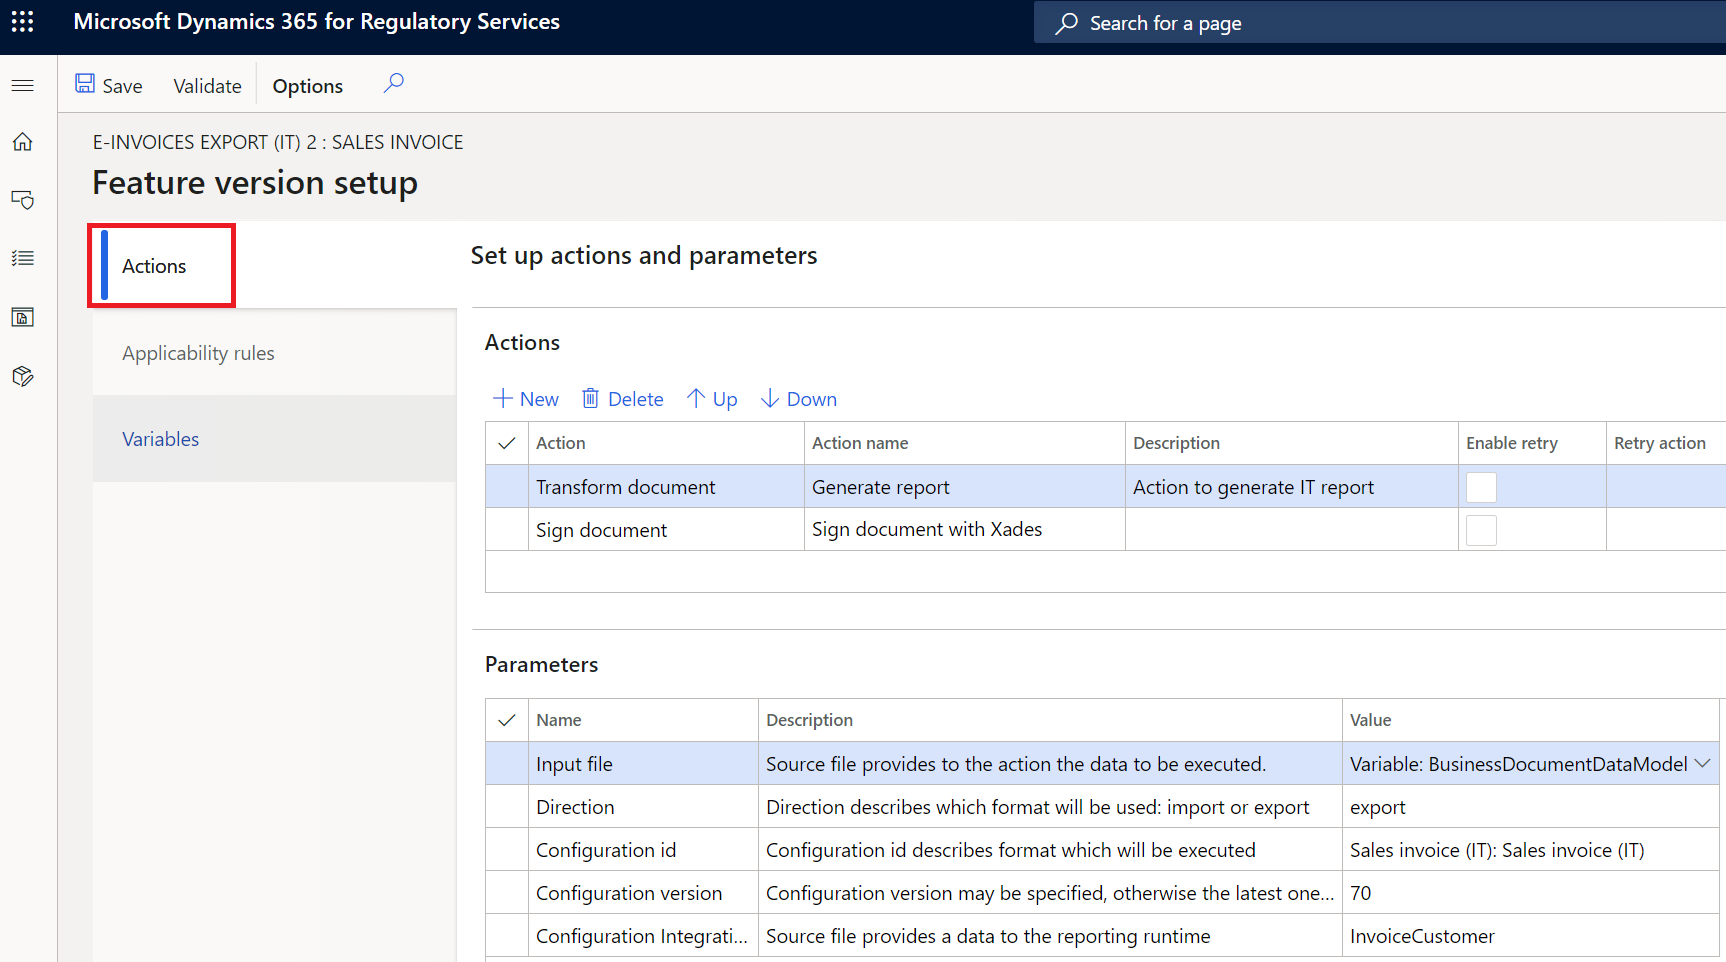 Microsoft Dynamics 365 for Regulatory Services
Search for a page
Save Validate Options
E-INVOICES EXPORT (IT) 2 : SALES INVOICE
Feature version setup
Actions
Applicability rules
Variables
Set up actions and parameters
Actions
New Delete Up Down
Action Action name Description Enable retry Retry action
Transform document Generate report Action to generate IT report
Sign document Sign document with Xades
Parameters
Name Description Value
Input file Source file provides to the action the data to be executed. Variable: BusinessDocumentDataModel
Direction Direction describes which format will be used: import or export export
Configuration id Configuration id describes format which will be executed Sales invoice (IT): Sales invoice (IT)
Configuration version Configuration version may be specified, otherwise the latest one... 70
Configuration Integrati... Source file provides a data to the reporting runtime InvoiceCustomer